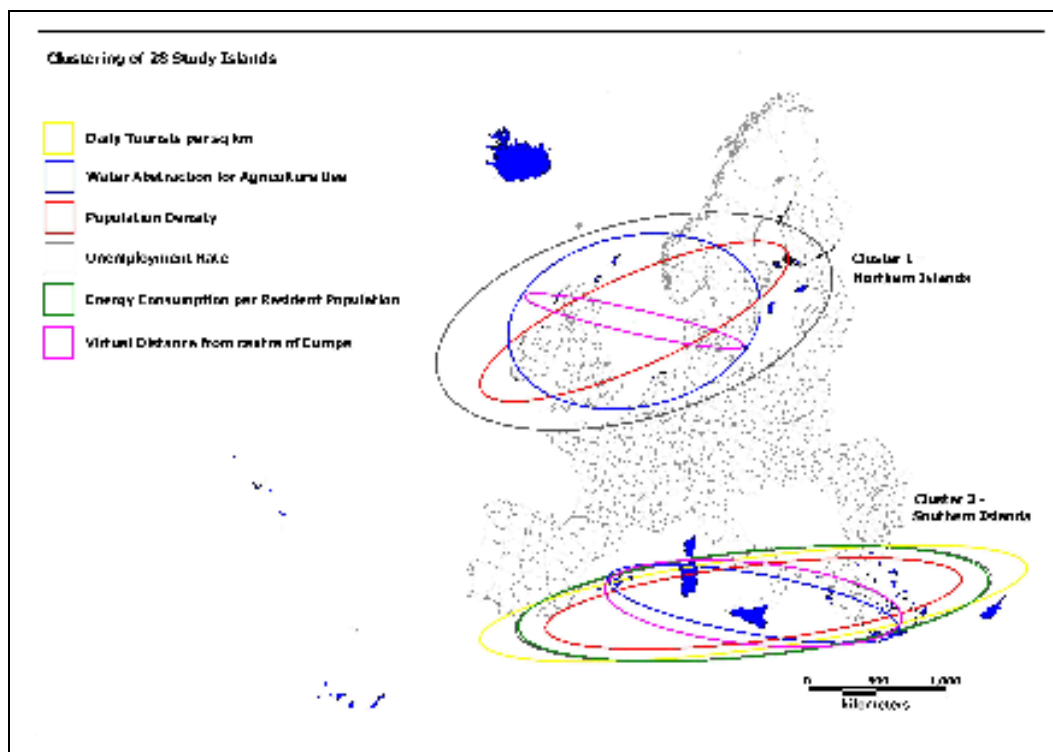 Clustering of 28 Study Islands
Daily Tourists per sq km
Water Abstraction for Agriculture Use
Population Density
Unemployment Rate
Energy Consumption per Resident Population
Virtual Distance from centre of Europe
Cluster 1 -
Northern Islands
Cluster 2 -
Southern Islands
0 500 1,000
kilometers